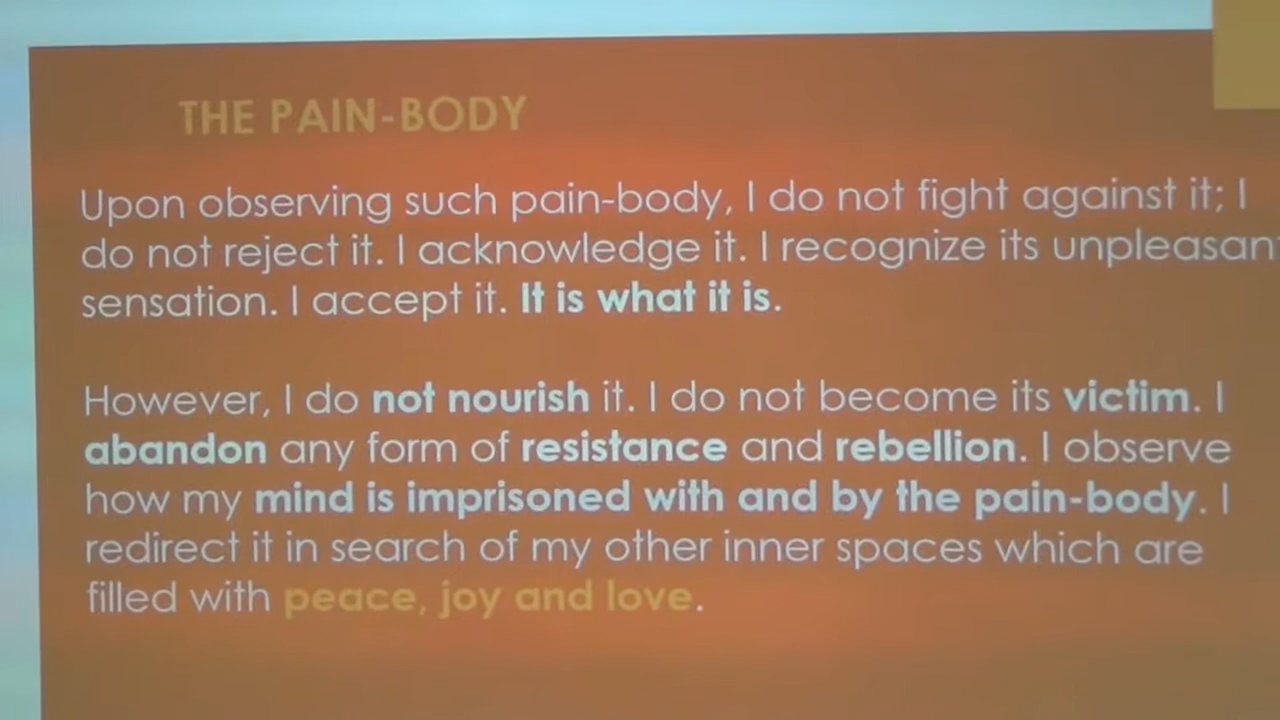 THE PAIN-BODY
Upon observing such pain-body, I do not fight against it; I
do not reject it. I acknowledge it. I recognize its unpleasant
sensation. I accept it. It is what it is.
However, I do not nourish it. I do not become its victim. I
abandon any form of resistance and rebellion. I observe
how my mind is imprisoned with and by the pain-body. I
redirect it in search of my other inner spaces which are
filled with peace, joy and love.